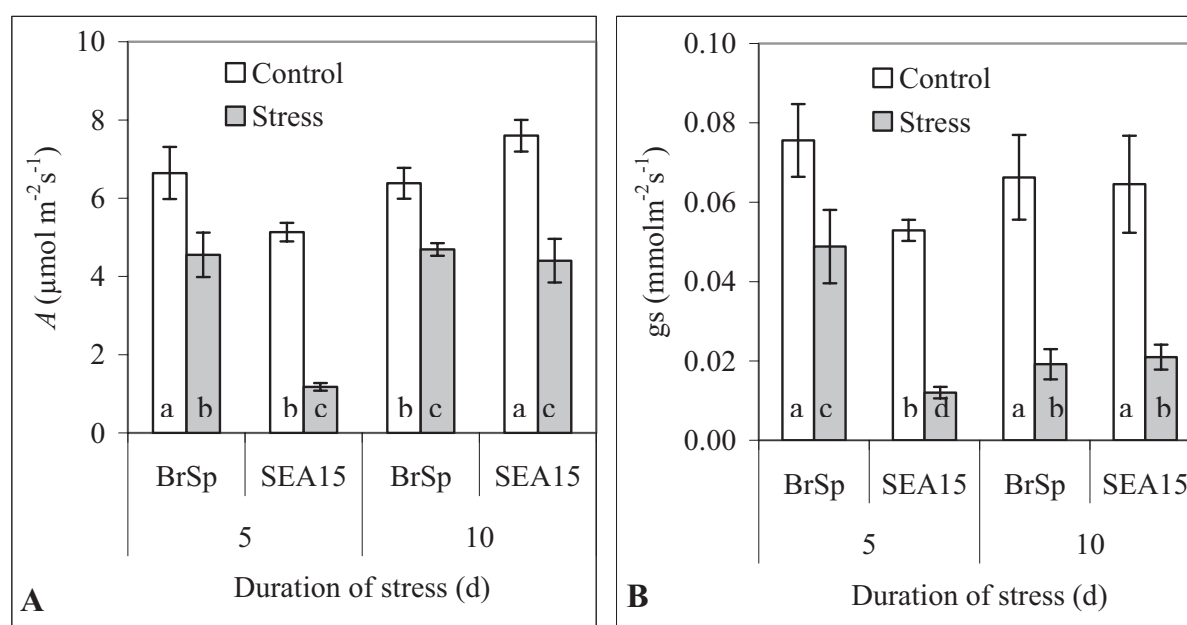 10
8
6
4
2
0
A (μmol m⁻²s⁻¹)
Control
Stress
a b b c b c a c
BrSp SEA15 BrSp SEA15
5 10
Duration of stress (d)
A
0.10
0.08
0.06
0.04
0.02
0.00
gs (mmolm⁻²s⁻¹)
Control
Stress
a c b d a b a b
BrSp SEA15 BrSp SEA15
5 10
Duration of stress (d)
B